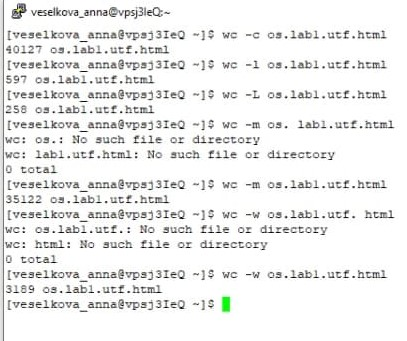 veselkova_anna@vpsj3IeQ:~
[veselkova_anna@vpsj3IeQ ~]$ wc -c os.lab1.utf.html
40127 os.lab1.utf.html
[veselkova_anna@vpsj3IeQ ~]$ wc -l os.lab1.utf.html
597 os.lab1.utf.html
[veselkova_anna@vpsj3IeQ ~]$ wc -L os.lab1.utf.html
258 os.lab1.utf.html
[veselkova_anna@vpsj3IeQ ~]$ wc -m os. lab1.utf.html
wc: os.: No such file or directory
wc: lab1.utf.html: No such file or directory
0 total
[veselkova_anna@vpsj3IeQ ~]$ wc -m os.lab1.utf.html
35122 os.lab1.utf.html
[veselkova_anna@vpsj3IeQ ~]$ wc -w os.lab1.utf. html
wc: os.lab1.utf.: No such file or directory
wc: html: No such file or directory
0 total
[veselkova_anna@vpsj3IeQ ~]$ wc -w os.lab1.utf.html
3189 os.lab1.utf.html
[veselkova_anna@vpsj3IeQ ~]$